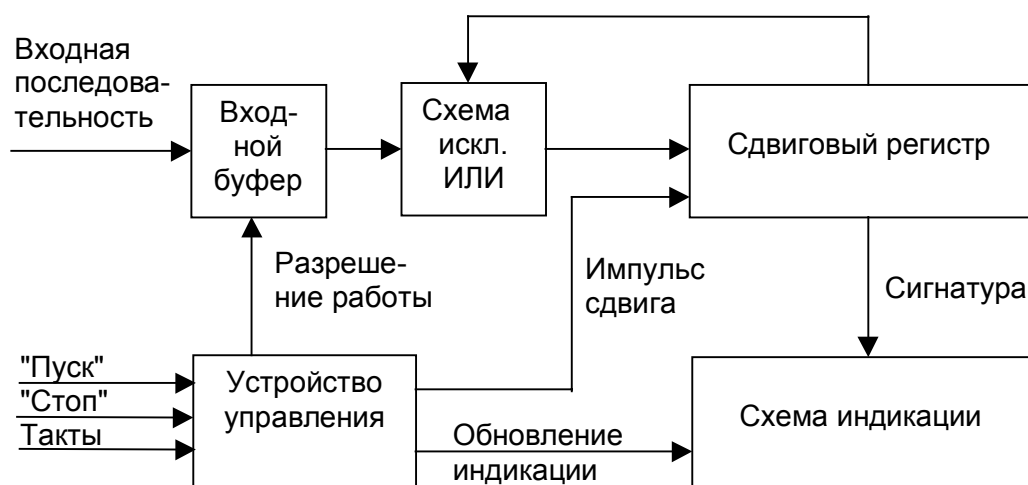 Входная
последова-
тельность
Вход-
ной
буфер
Схема
искл.
ИЛИ
Сдвиговый регистр
Разреше-
ние работы
Импульс
сдвига
Сигнатура
"Пуск"
"Стоп"
Такты
Устройство
управления
Обновление
индикации
Схема индикации